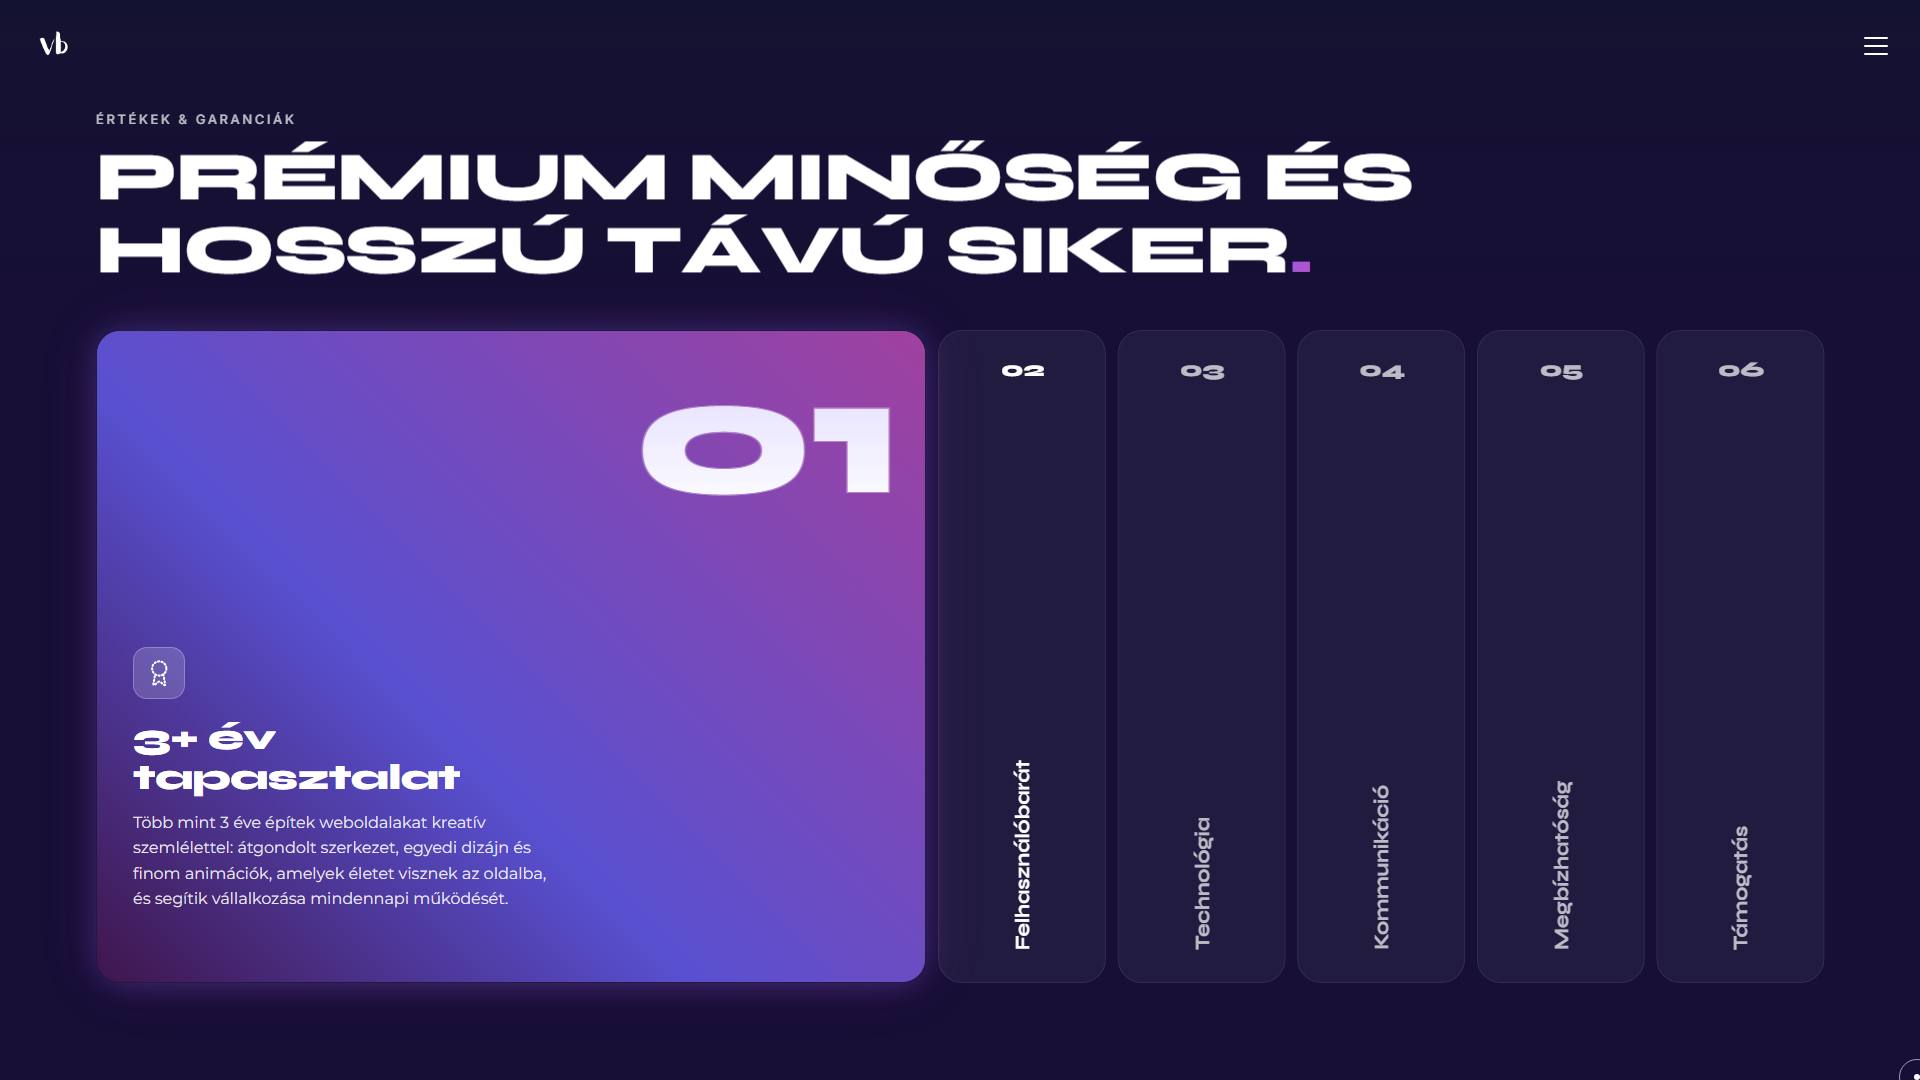 vb
ÉRTÉKEK & GARANCIÁK
PRÉMIUM MINŐSÉG ÉS
HOSSZÚ TÁVÚ SIKER.
01
3+ év
tapasztalat
Több mint 3 éve építek weboldalakat kreatív
szemlélettel: átgondolt szerkezet, egyedi dizájn és
finom animációk, amelyek életet visznek az oldalba,
és segítik vállalkozása mindennapi működését.
02
Felhasználóbarát
03
Technológia
04
Kommunikáció
05
Megbízhatóság
06
Támogatás